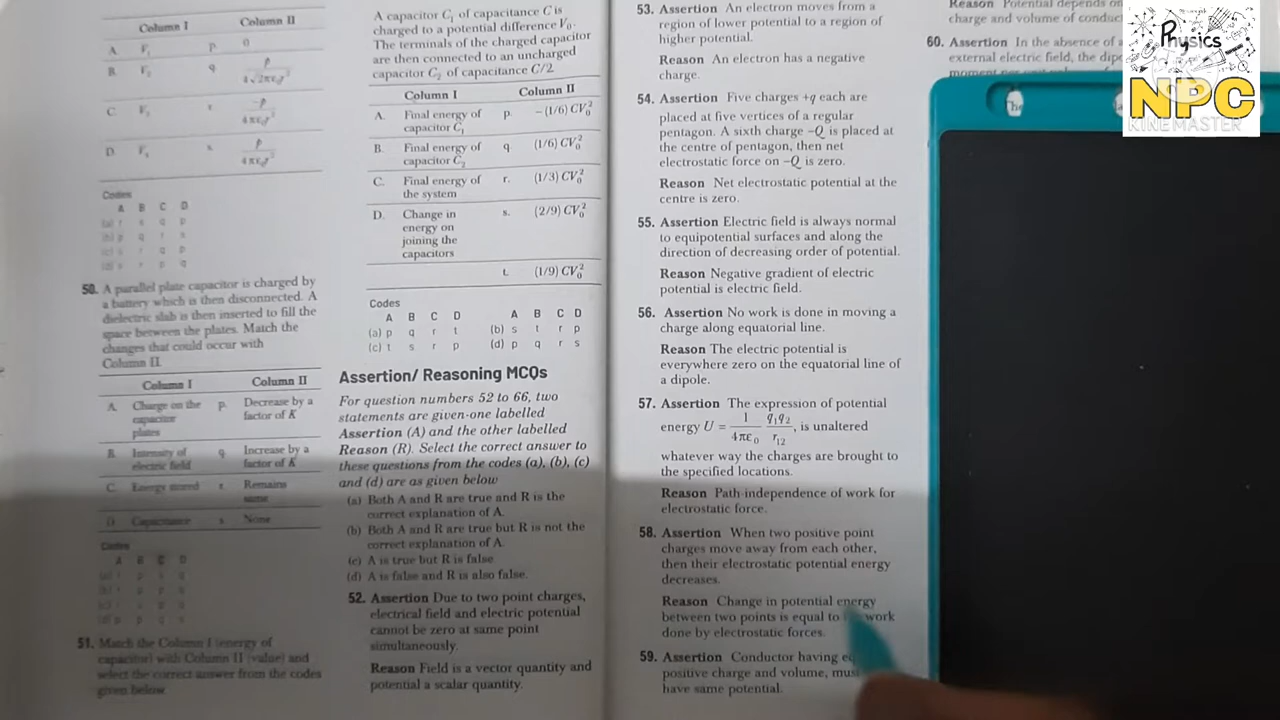 Column I Column II
A. F₁ p. 0
B. F₂ q. p / 4√2πε₀r³
C. F₃ r. −p / 4πε₀r³
D. s. p / 4πε₀r³
Codes
A B C D
50. A parallel plate capacitor is charged by
a battery which is then disconnected. A
dielectric slab is then inserted to fill the
space between the plates. Match the
changes that could occur with
Column II.
Column I Column II
A. Charge on the capacitor plates p. Decrease by a factor of K
B. Intensity of electric field q. Increase by a factor of K
C. Energy stored r. Remains same
D. Capacitance s. None
Codes
A B C D
51. Match the Column I (energy of
capacitor) with Column II (value) and
select the correct answer from the codes
given below.
A capacitor C₁ of capacitance C is
charged to a potential difference V₀.
The terminals of the charged capacitor
are then connected to an uncharged
capacitor C₂ of capacitance C/2.
Column I Column II
A. Final energy of capacitor C₁ p. −(1/6) CV₀²
B. Final energy of capacitor C₂ q. (1/6) CV₀²
C. Final energy of the system r. (1/3) CV₀²
D. Change in energy on joining the capacitors s. (2/9) CV₀²
t. (1/9) CV₀²
Codes
A B C D A B C D
(a) p q r t (b) s t r p
(c) t s r p (d) p q r s
Assertion/ Reasoning MCQs
For question numbers 52 to 66, two
statements are given-one labelled
Assertion (A) and the other labelled
Reason (R). Select the correct answer to
these questions from the codes (a), (b), (c)
and (d) are as given below
(a) Both A and R are true and R is the
correct explanation of A.
(b) Both A and R are true but R is not the
correct explanation of A.
(c) A is true but R is false.
(d) A is false and R is also false.
52. Assertion Due to two point charges,
electrical field and electric potential
cannot be zero at same point
simultaneously.
Reason Field is a vector quantity and
potential a scalar quantity.
53. Assertion An electron moves from a
region of lower potential to a region of
higher potential.
Reason An electron has a negative
charge.
54. Assertion Five charges +q each are
placed at five vertices of a regular
pentagon. A sixth charge −Q is placed at
the centre of pentagon, then net
electrostatic force on −Q is zero.
Reason Net electrostatic potential at the
centre is zero.
55. Assertion Electric field is always normal
to equipotential surfaces and along the
direction of decreasing order of potential.
Reason Negative gradient of electric
potential is electric field.
56. Assertion No work is done in moving a
charge along equatorial line.
Reason The electric potential is
everywhere zero on the equatorial line of
a dipole.
57. Assertion The expression of potential
energy U = 1/4πε₀ q₁q₂/r₁₂, is unaltered
whatever way the charges are brought to
the specified locations.
Reason Path-independence of work for
electrostatic force.
58. Assertion When two positive point
charges move away from each other,
then their electrostatic potential energy
decreases.
Reason Change in potential energy
between two points is equal to work
done by electrostatic forces.
59. Assertion Conductor having
positive charge and volume,
have same potential.
Reason Potential depends on
charge and volume of
60. Assertion In the absence of
external electric field, the
moment per unit
The
Physics
NPC
KINEMASTER